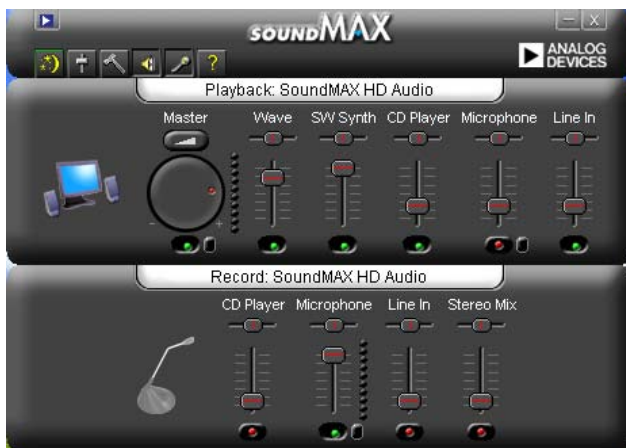 SOUNDMAX
ANALOG
DEVICES
Playback: SoundMAX HD Audio
Master Wave SW Synth CD Player Microphone Line In
- +
Record: SoundMAX HD Audio
CD Player Microphone Line In Stereo Mix